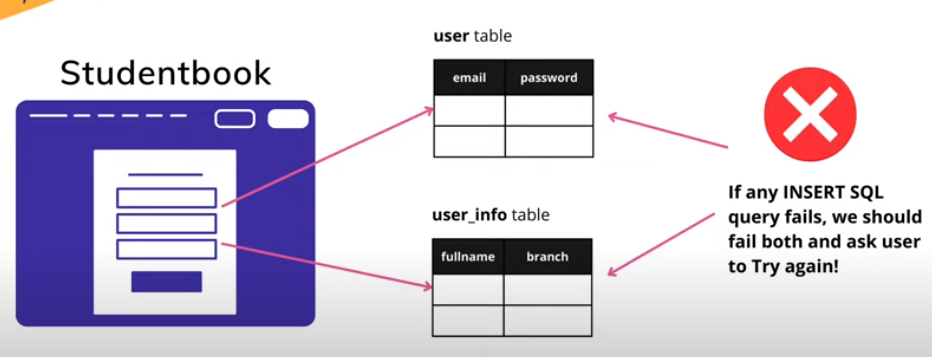 Studentbook
user table
email password
user_info table
fullname branch
If any INSERT SQL
query fails, we should
fail both and ask user
to Try again!